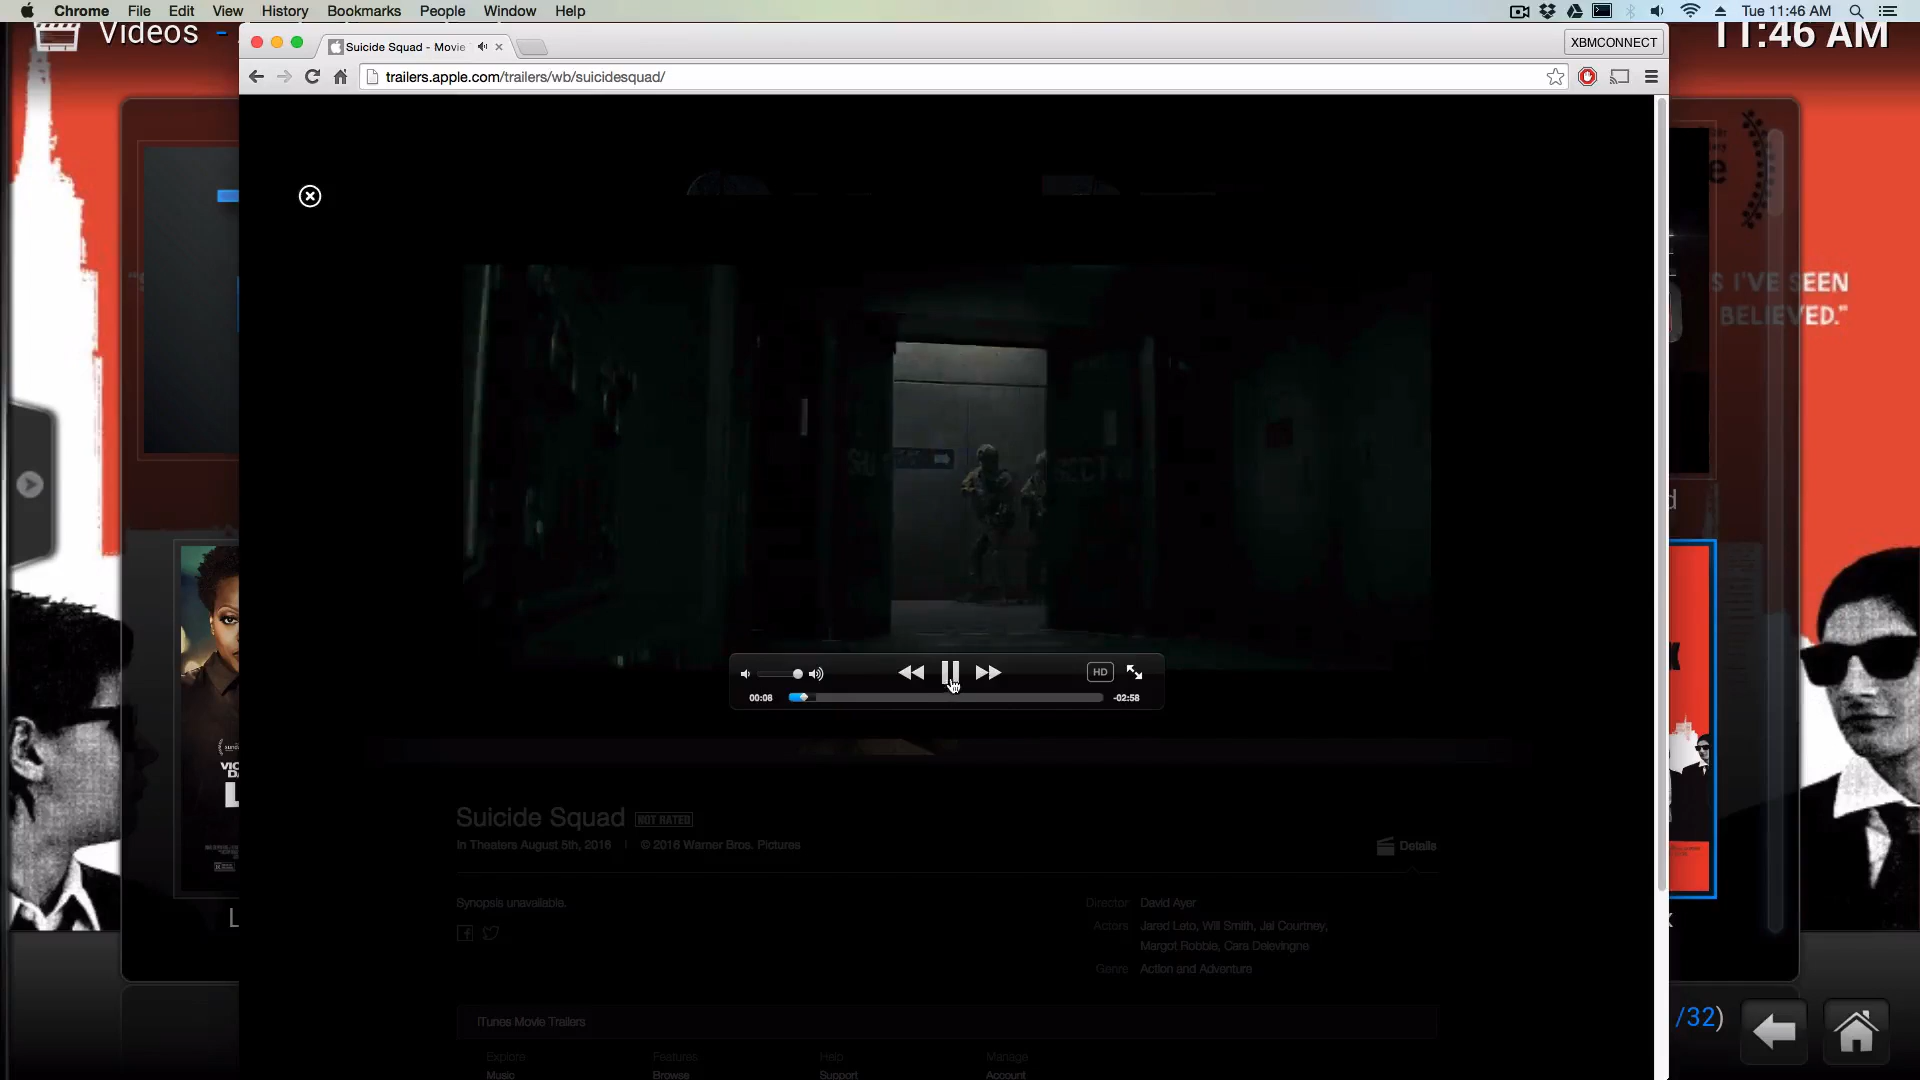 Chrome File Edit View History Bookmarks People Window Help
Tue 11:46 AM
Videos -
11:46 AM
Suicide Squad - Movie
XBMCONNECT
trailers.apple.com/trailers/wb/suicidesquad/
S I'VE SEEN
BELIEVED."
HD
00:08
-02:58
Suicide Squad NOT RATED
In Theaters August 5th, 2016 | © 2016 Warner Bros. Pictures
Details
Synopsis unavailable.
Director David Ayer
Actors Jared Leto, Will Smith, Jai Courtney,
Margot Robbie, Cara Delevingne
Genre Action and Adventure
iTunes Movie Trailers
Explore Features Help Manage
Music Browse Support Account
L
/32)